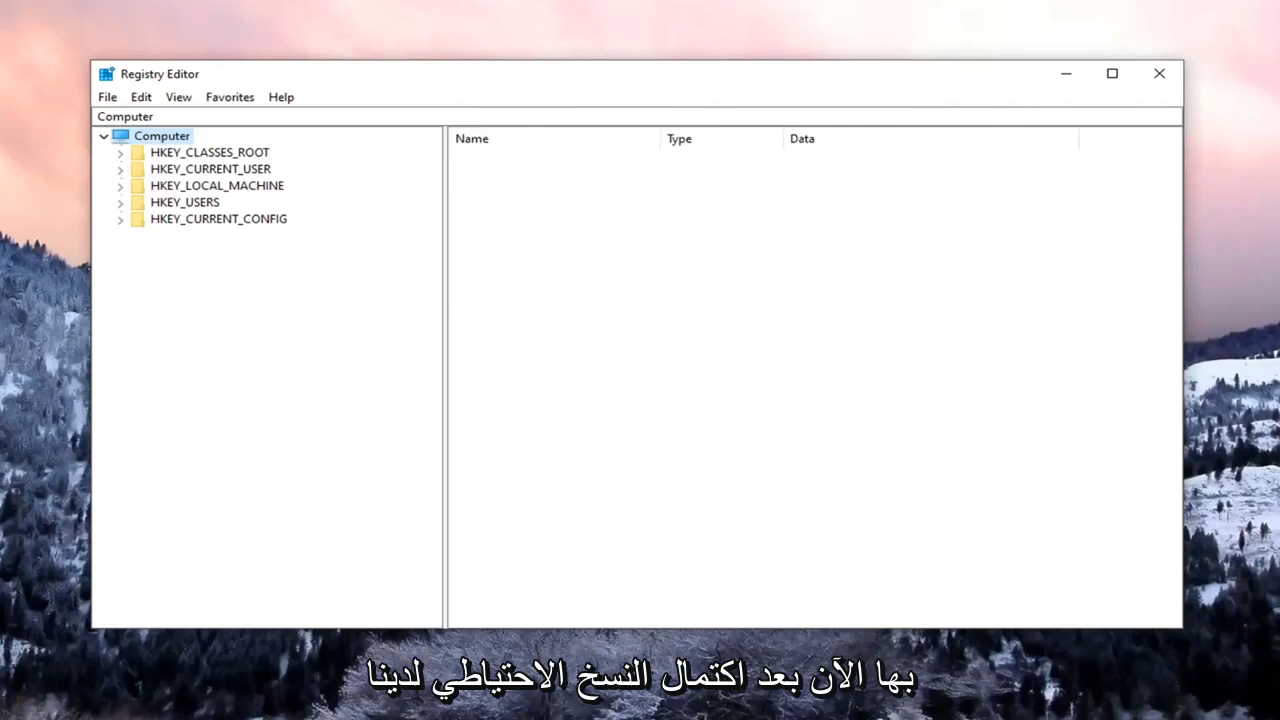 Registry Editor
File Edit View Favorites Help
Computer
Computer
HKEY_CLASSES_ROOT
HKEY_CURRENT_USER
HKEY_LOCAL_MACHINE
HKEY_USERS
HKEY_CURRENT_CONFIG
Name Type Data
بها الآن بعد اكتمال النسخ الاحتياطي لدينا